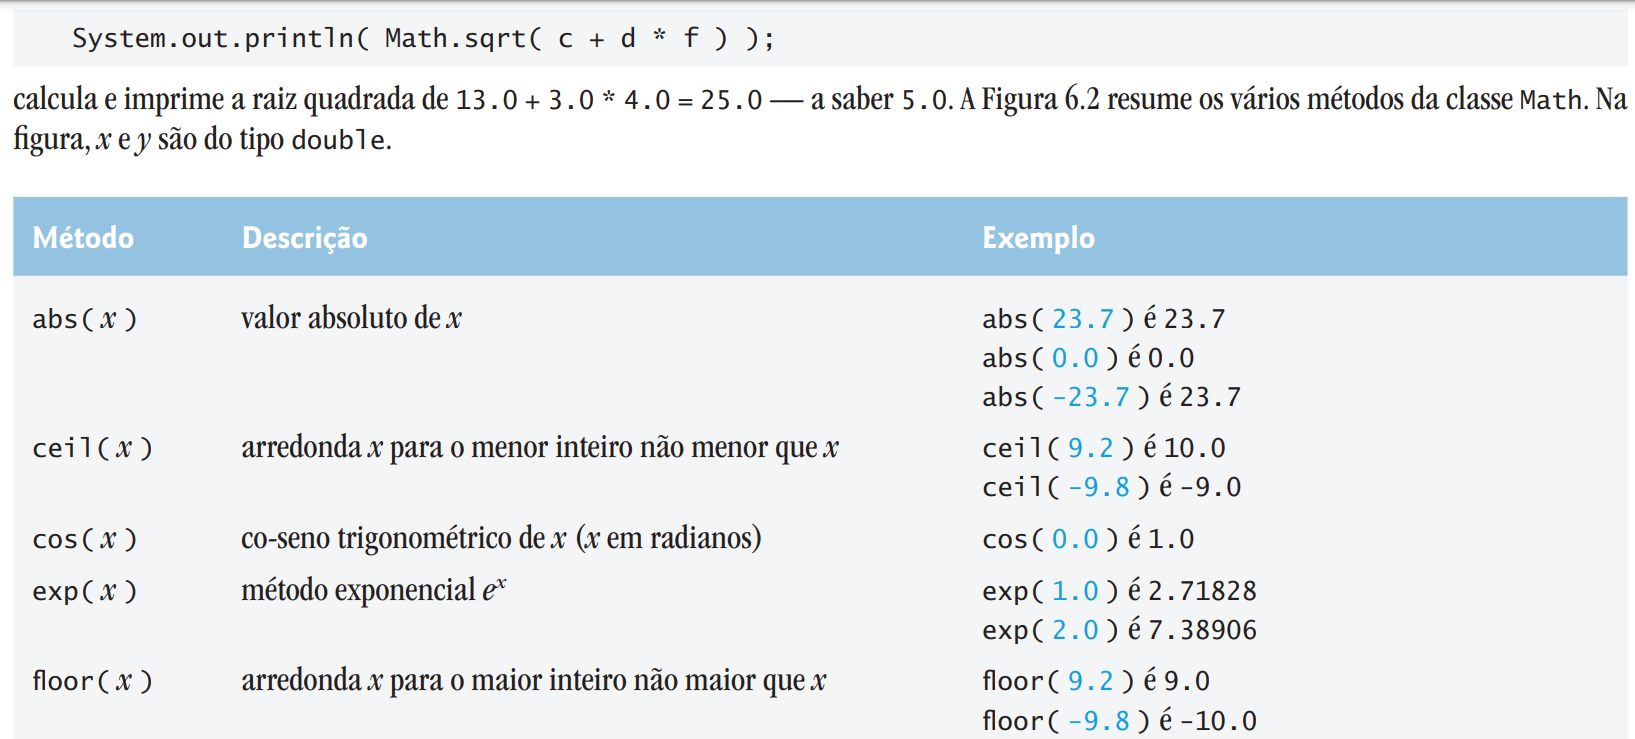 System.out.println( Math.sqrt( c + d * f ) );
calcula e imprime a raiz quadrada de 13.0 + 3.0 * 4.0 = 25.0 — a saber 5.0. A Figura 6.2 resume os vários métodos da classe Math. Na
figura, x e y são do tipo double.
Método Descrição Exemplo
abs( x ) valor absoluto de x abs( 23.7 ) é 23.7
abs( 0.0 ) é 0.0
abs( -23.7 ) é 23.7
ceil( x ) arredonda x para o menor inteiro não menor que x ceil( 9.2 ) é 10.0
ceil( -9.8 ) é -9.0
cos( x ) co-seno trigonométrico de x (x em radianos) cos( 0.0 ) é 1.0
exp( x ) método exponencial eˣ exp( 1.0 ) é 2.71828
exp( 2.0 ) é 7.38906
floor( x ) arredonda x para o maior inteiro não maior que x floor( 9.2 ) é 9.0
floor( -9.8 ) é -10.0